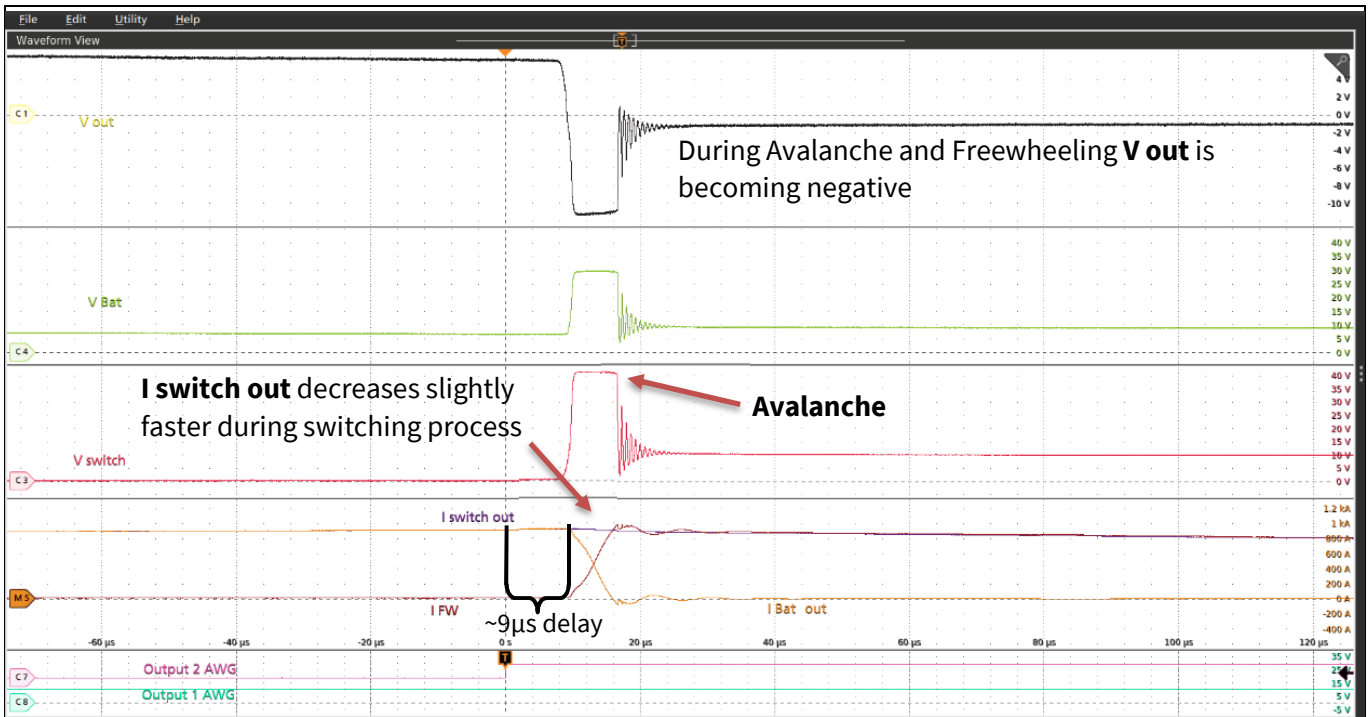 File Edit Utility Help
Waveform View
T
4 V
2 V
C1
0 V
V out
-2 V
During Avalanche and Freewheeling V out is
becoming negative
-4 V
-6 V
-8 V
-10 V
40 V
35 V
30 V
25 V
V Bat
20 V
15 V
10 V
5 V
C4
0 V
I switch out decreases slightly
faster during switching process
Avalanche
40 V
35 V
30 V
25 V
20 V
15 V
V switch
10 V
5 V
C3
0 V
I switch out
1.2 kA
1 kA
800 A
600 A
400 A
200 A
M5
0 A
I FW
I Bat out
-200 A
~9µs delay
-400 A
-60 µs -40 µs -20 µs 0 s 20 µs 40 µs 60 µs 80 µs 100 µs 120 µs
T
35 V
Output 2 AWG
C7
15 V
Output 1 AWG
5 V
C8
-5 V